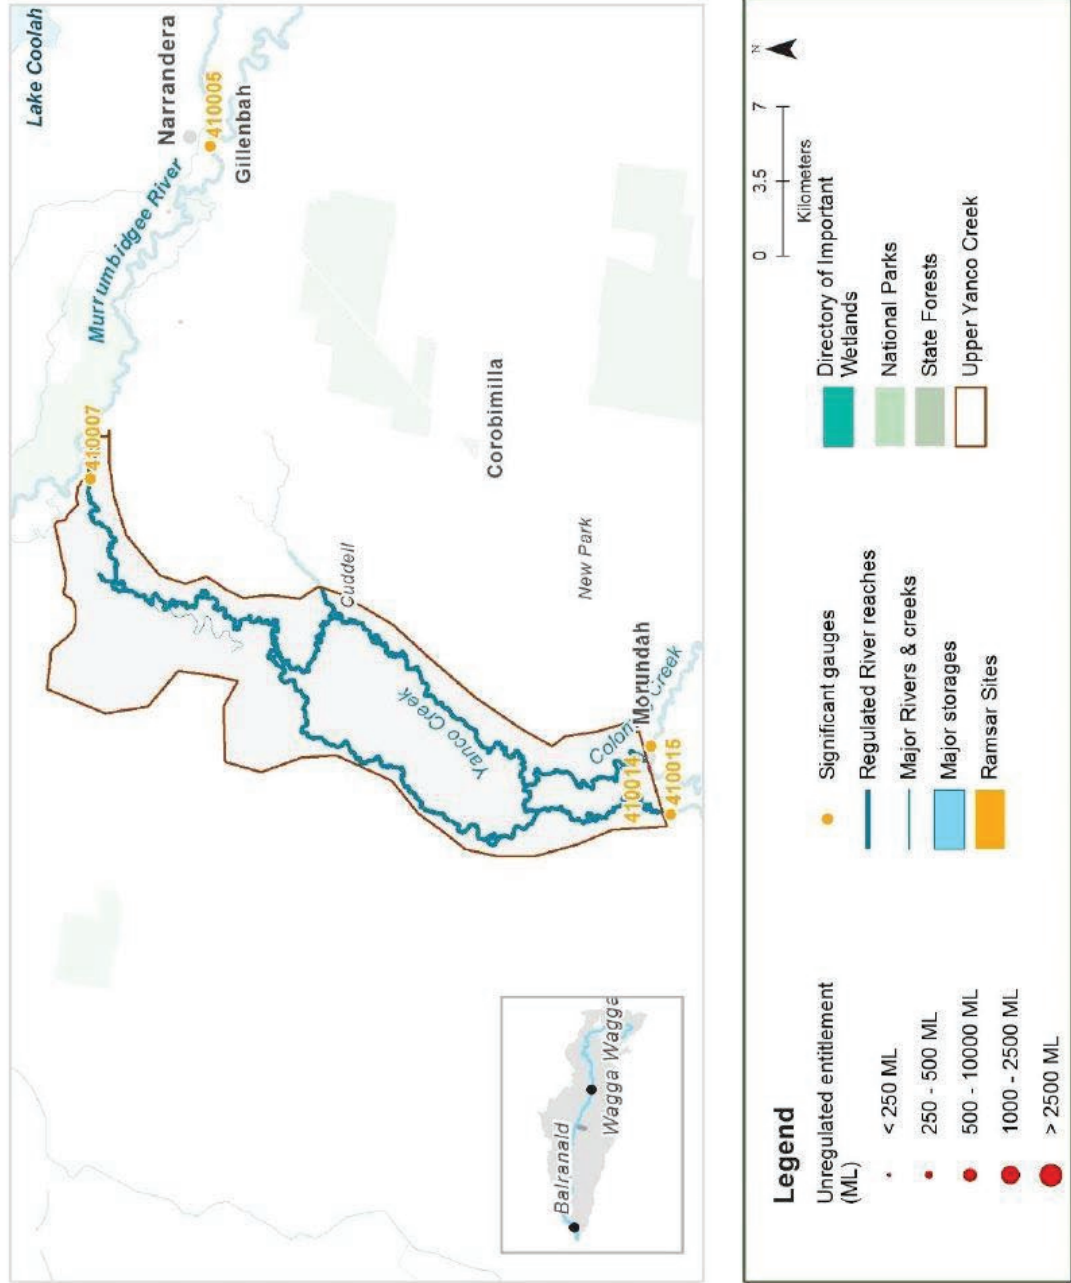 Lake Coolah
Narrandera
410005
Gillenbah
Murrumbidgee River
410007
Corobimilla
Cuddell
New Park
Yanco Creek
Morundah
Creek
410014
410015
Balranald
Wagga Wagga
Legend
Unregulated entitlement
(ML)
< 250 ML
250 - 500 ML
500 - 10000 ML
1000 - 2500 ML
> 2500 ML
Significant gauges
Regulated River reaches
Major Rivers & creeks
Major storages
Ramsar Sites
Directory of Important
Wetlands
National Parks
State Forests
Upper Yanco Creek
0 3.5 7
Kilometers
N